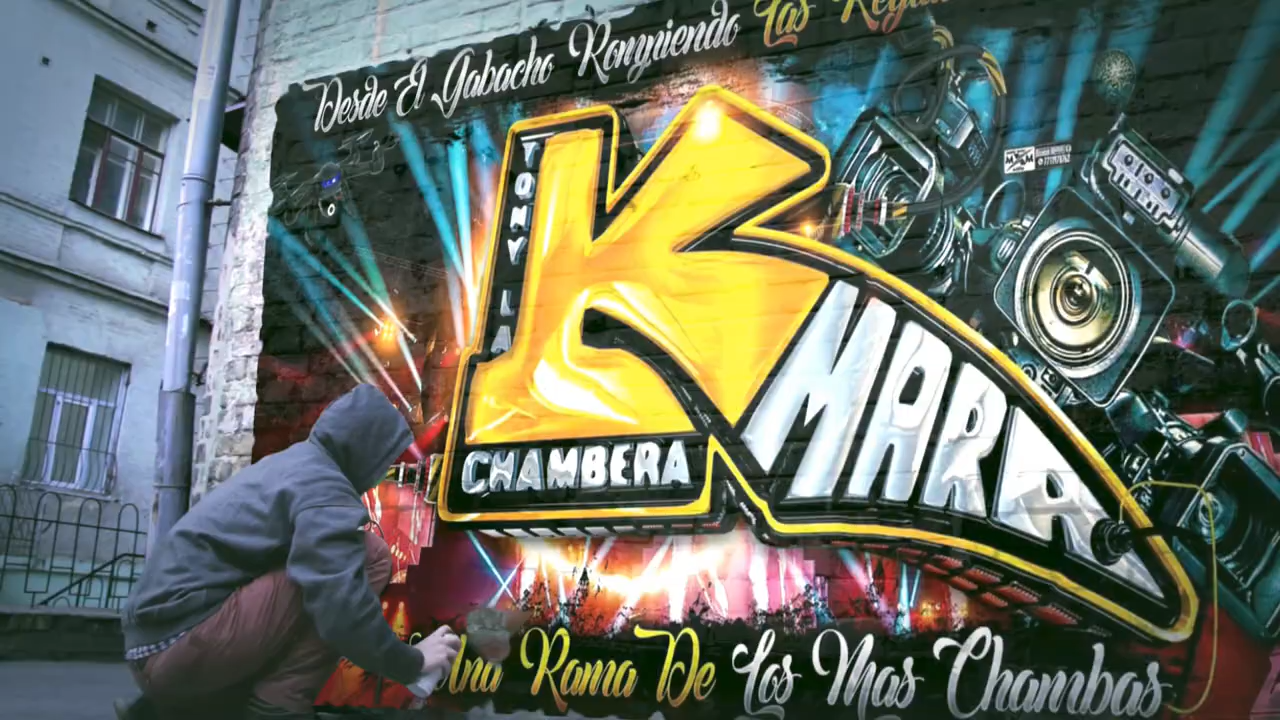 Desde El Gabacho Rompiendo Las
TONY LA
K
MARA
CHAMBERA
Una Rama De Los Mas Chambas